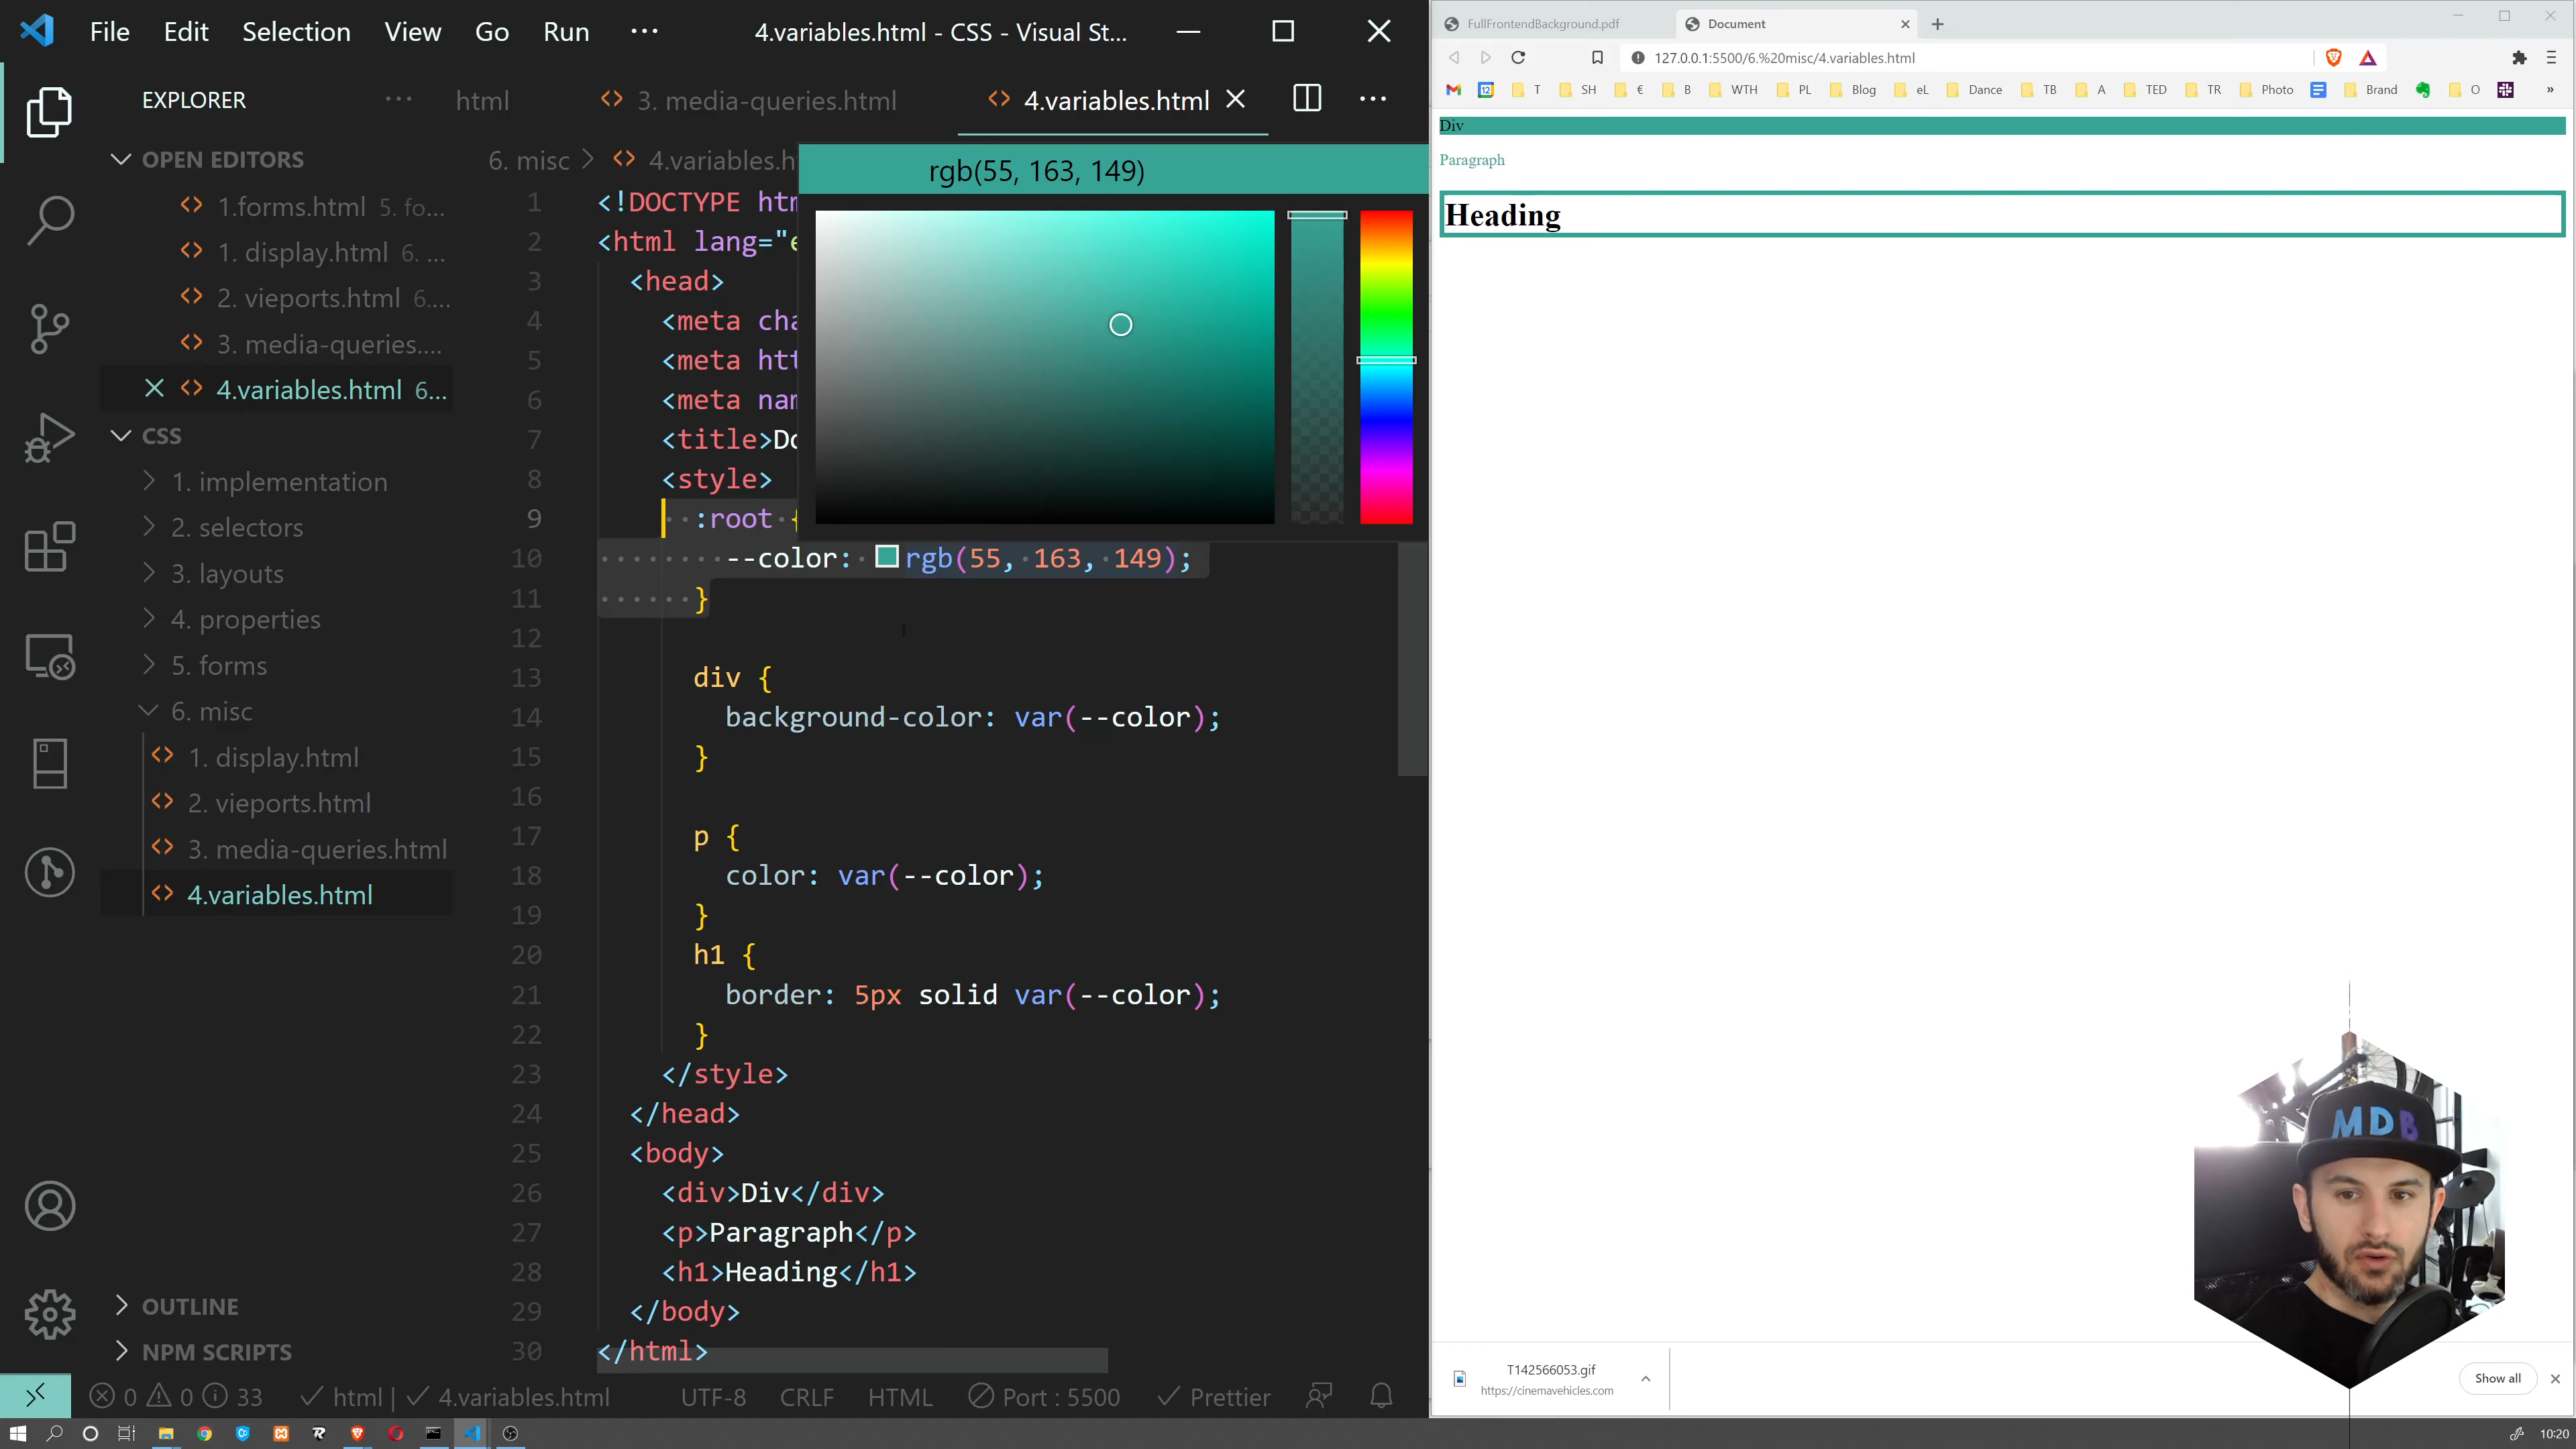 File Edit Selection View Go Run ··· 4.variables.html - CSS - Visual St...
EXPLORER ···
html
3. media-queries.html
4.variables.html
OPEN EDITORS
1.forms.html 5. fo...
1. display.html 6. ...
2. vieports.html 6....
3. media-queries....
4.variables.html 6...
CSS
1. implementation
2. selectors
3. layouts
4. properties
5. forms
6. misc
1. display.html
2. vieports.html
3. media-queries.html
4.variables.html
OUTLINE
NPM SCRIPTS
6. misc > 4.variables.h
rgb(55, 163, 149)
1 <!DOCTYPE htm
2 <html lang="e
3 <head>
4 <meta cha
5 <meta htt
6 <meta nam
7 <title>Do
8 <style>
9 :root {
10 --color: rgb(55, 163, 149);
11 }
12
13 div {
14 background-color: var(--color);
15 }
16
17 p {
18 color: var(--color);
19 }
20 h1 {
21 border: 5px solid var(--color);
22 }
23 </style>
24 </head>
25 <body>
26 <div>Div</div>
27 <p>Paragraph</p>
28 <h1>Heading</h1>
29 </body>
30 </html>
0 0 33 html | 4.variables.html UTF-8 CRLF HTML Port : 5500 Prettier
FullFrontendBackground.pdf
Document
127.0.0.1:5500/6.%20misc/4.variables.html
12 T SH € B WTH PL Blog eL Dance TB A TED TR Photo Brand O »
Div
Paragraph
Heading
MDB
T142566053.gif
https://cinemavehicles.com
Show all
10:20